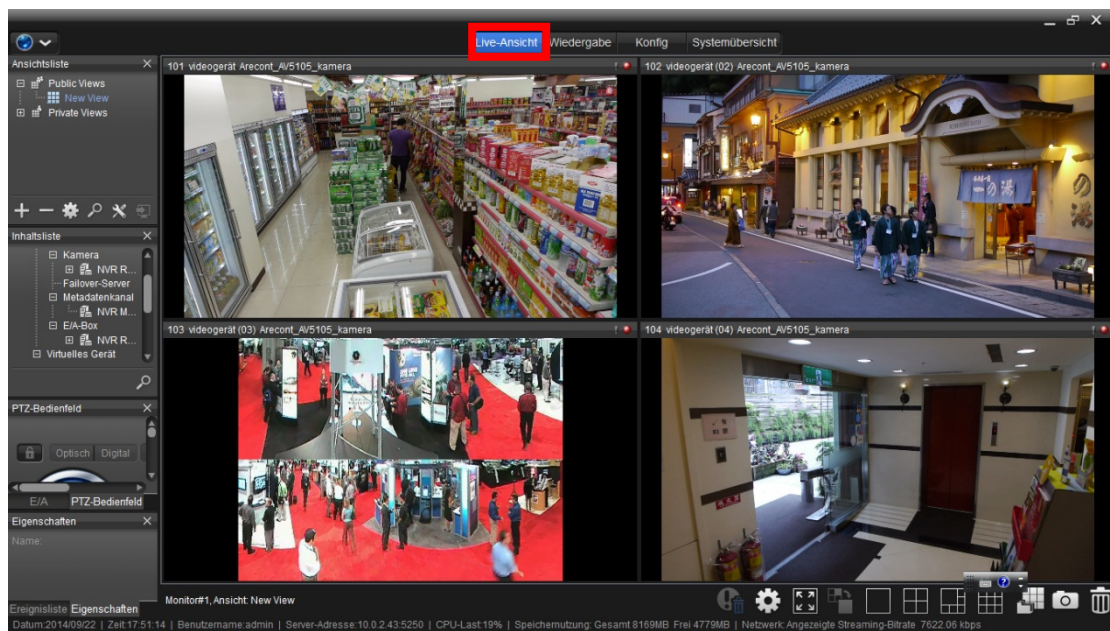 Live-Ansicht Wiedergabe Konfig Systemübersicht
Ansichtsliste
Public Views
New View
Private Views
Inhaltsliste
Kamera
NVR R...
Failover-Server
Metadatenkanal
NVR M...
E/A-Box
NVR R...
Virtuelles Gerät
PTZ-Bedienfeld
Optisch Digital
E/A PTZ-Bedienfeld
Eigenschaften
Name:
Ereignisliste Eigenschaften
101 videogerät Arecont_AV5105_kamera
102 videogerät (02) Arecont_AV5105_kamera
103 videogerät (03) Arecont_AV5105_kamera
104 videogerät (04) Arecont_AV5105_kamera
Monitor#1, Ansicht: New View
Datum:2014/09/22 | Zeit:17:51:14 | Benutzername:admin | Server-Adresse:10.0.2.43:5250 | CPU-Last:19% | Speichernutzung: Gesamt 8169MB Frei 4779MB | Netzwerk:Angezeigte Streaming-Bitrate 7622.06 kbps